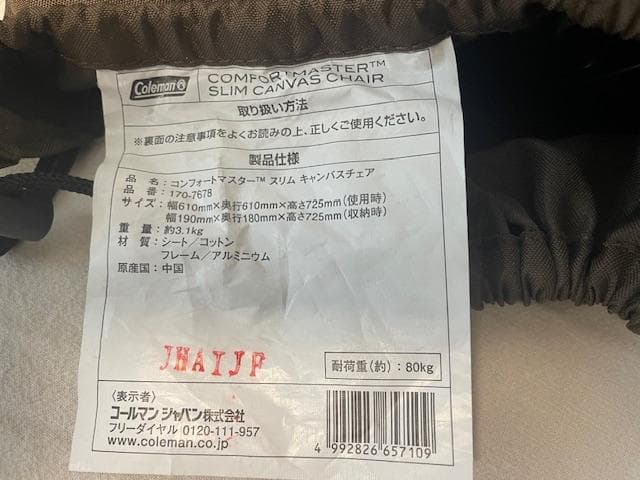 Coleman
COMFORTMASTER™
SLIM CANVAS CHAIR
取り扱い方法
※裏面の注意事項をよくお読みの上、正しくご使用ください。
製品仕様
品 名：コンフォートマスター™ スリム キャンバスチェア
品 番：170-7678
サイズ：幅610mm×奥行610mm×高さ725mm(使用時)
幅190mm×奥行180mm×高さ725mm(収納時)
重 量：約3.1kg
材 質：シート／コットン
フレーム／アルミニウム
原産国：中国
JHAIJF
耐荷重(約)：80kg
〈表示者〉
コールマン ジャパン株式会社
フリーダイヤル 0120-111-957
www.coleman.co.jp
4 992826 657109